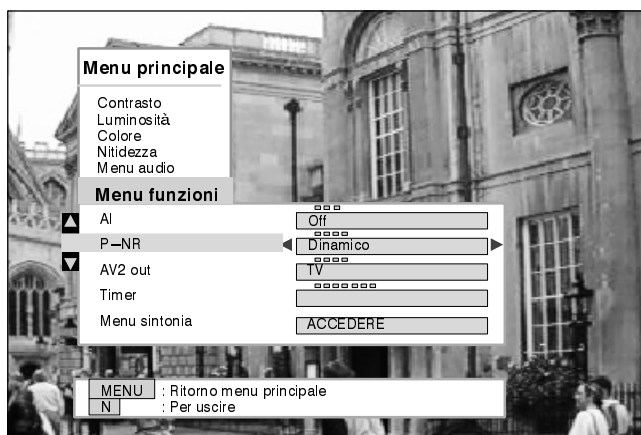 Menu principale
Contrasto
Luminosità
Colore
Nitidezza
Menu audio
Menu funzioni
AI Off
P–NR Dinamico
AV2 out TV
Timer
Menu sintonia ACCEDERE
MENU : Ritorno menu principale
N : Per uscire